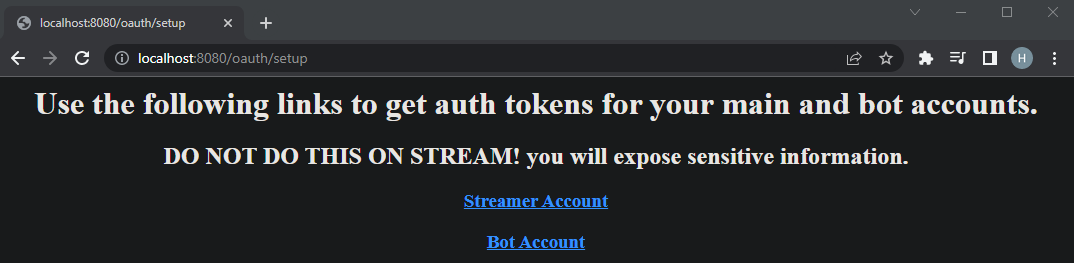 localhost:8080/oauth/setup
localhost:8080/oauth/setup
H
Use the following links to get auth tokens for your main and bot accounts.
DO NOT DO THIS ON STREAM! you will expose sensitive information.
Streamer Account
Bot Account